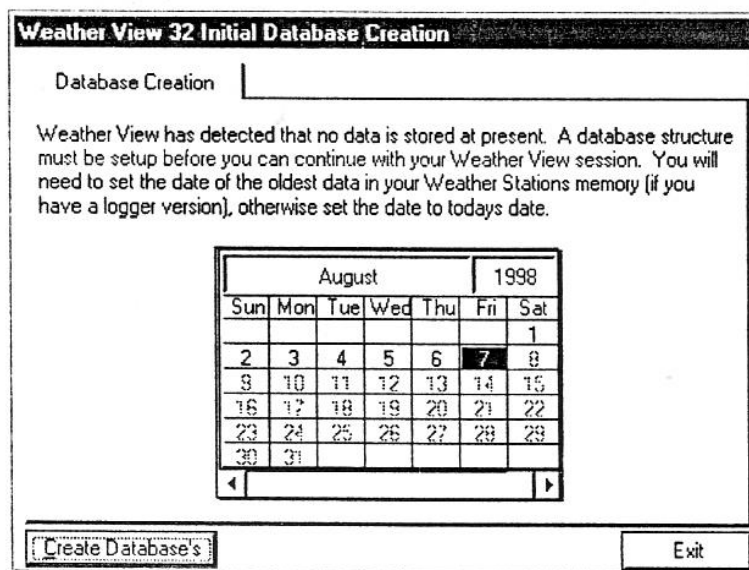 Weather View 32 Initial Database Creation
Database Creation
Weather View has detected that no data is stored at present. A database structure
must be setup before you can continue with your Weather View session. You will
need to set the date of the oldest data in your Weather Stations memory (if you
have a logger version), otherwise set the date to todays date.
August 1998
Sun Mon Tue Wed Thu Fri Sat
1
2 3 4 5 6 7 8
9 10 11 12 13 14 15
16 17 18 19 20 21 22
23 24 25 26 27 28 29
30 31
Create Database's Exit